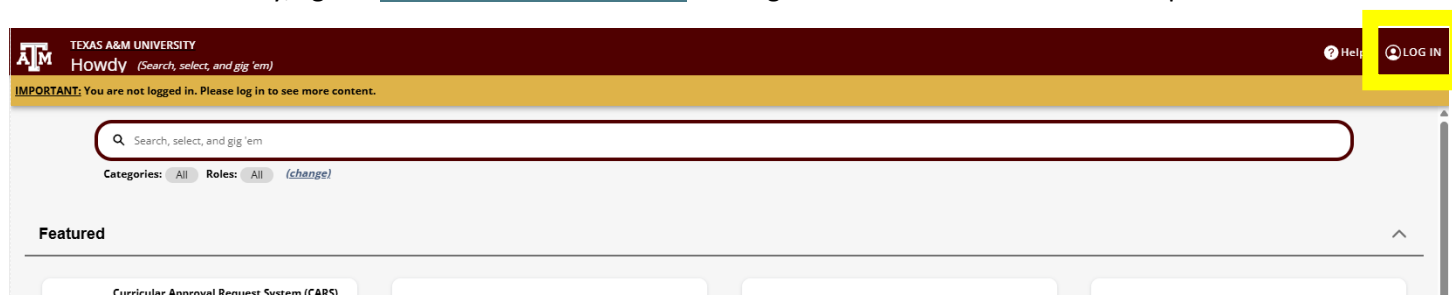 TEXAS A&M UNIVERSITY
Howdy (Search, select, and gig 'em)
Help
LOG IN
IMPORTANT: You are not logged in. Please log in to see more content.
Search, select, and gig 'em
Categories: All Roles: All (change)
Featured
Curricular Approval Request System (CARS)